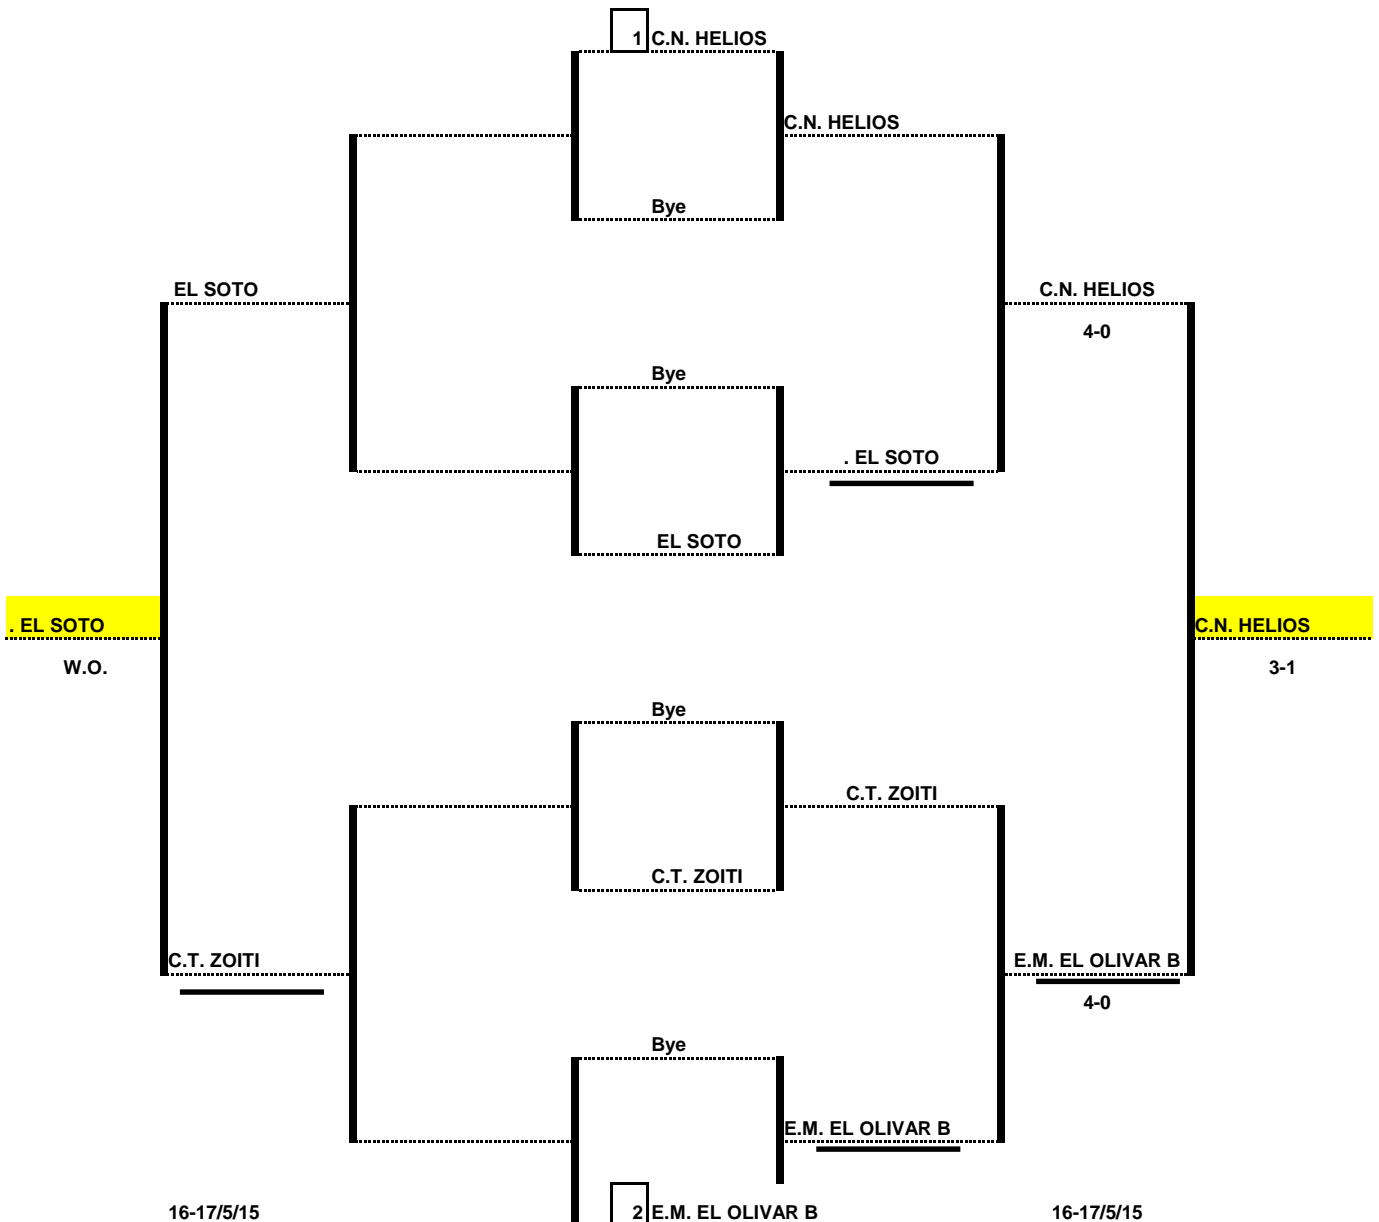 1 C.N. HELIOS
C.N. HELIOS
Bye
EL SOTO C.N. HELIOS
4-0
Bye
. EL SOTO
EL SOTO
. EL SOTO C.N. HELIOS
W.O. 3-1
Bye
C.T. ZOITI
C.T. ZOITI
C.T. ZOITI E.M. EL OLIVAR B
4-0
Bye
E.M. EL OLIVAR B
16-17/5/15 2 E.M. EL OLIVAR B 16-17/5/15